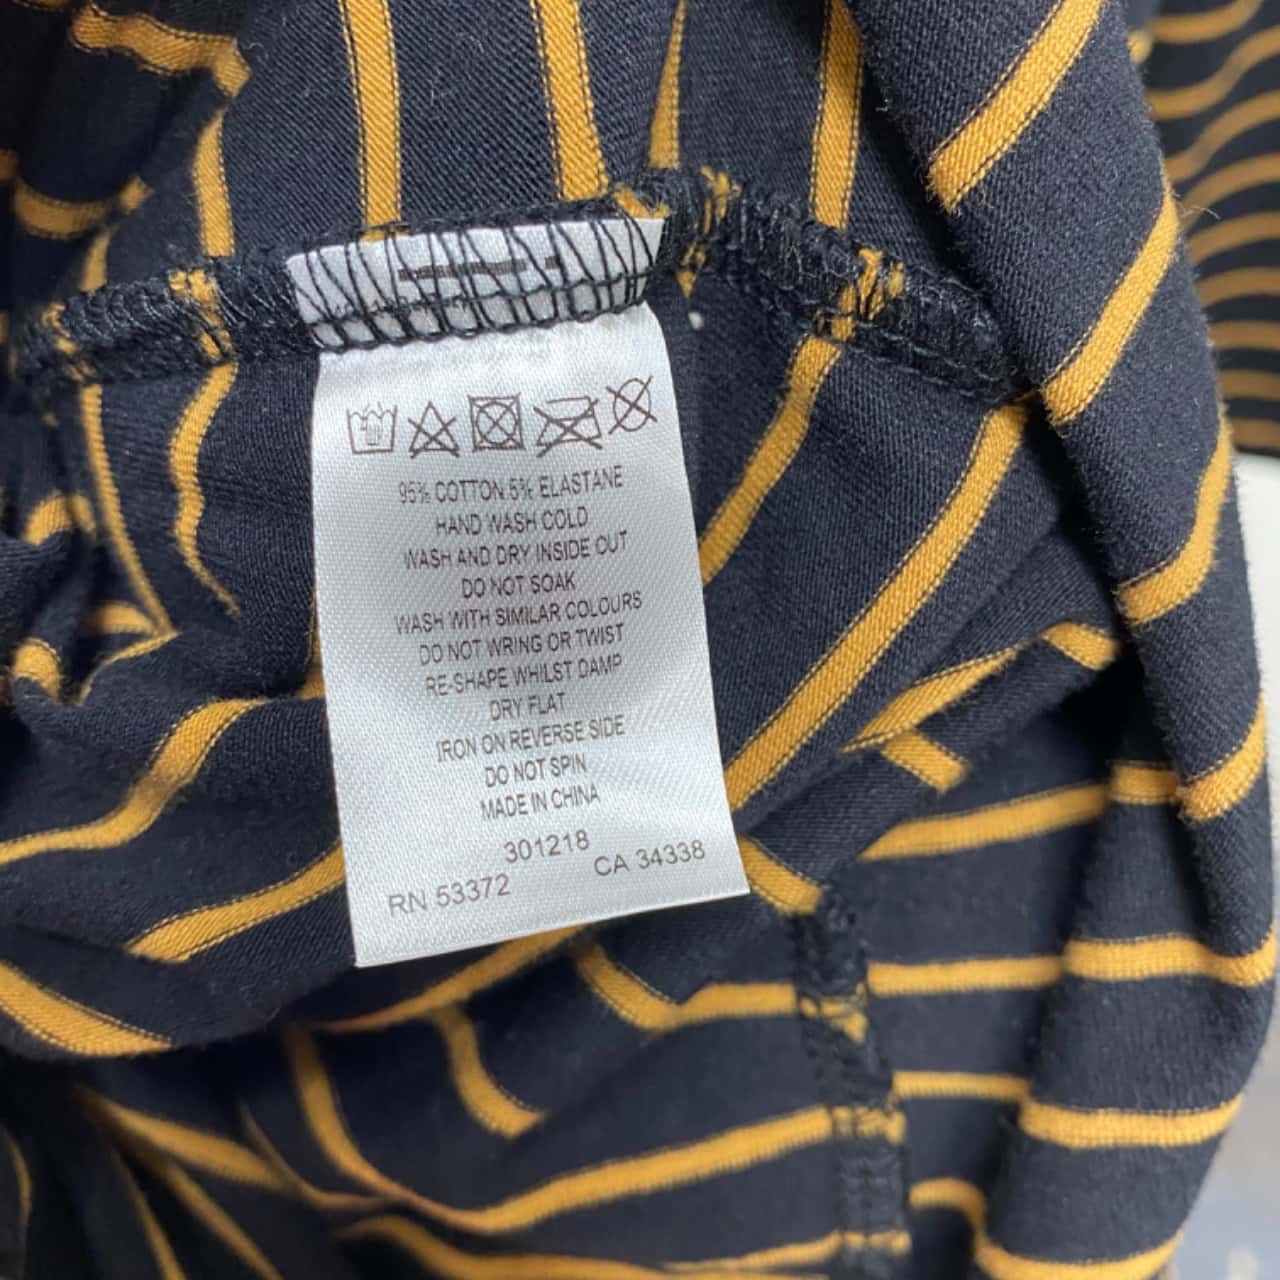 95% COTTON 5% ELASTANE
HAND WASH COLD
WASH AND DRY INSIDE OUT
DO NOT SOAK
WASH WITH SIMILAR COLOURS
DO NOT WRING OR TWIST
RE-SHAPE WHILST DAMP
DRY FLAT
IRON ON REVERSE SIDE
DO NOT SPIN
MADE IN CHINA
301218
RN 53372 CA 34338